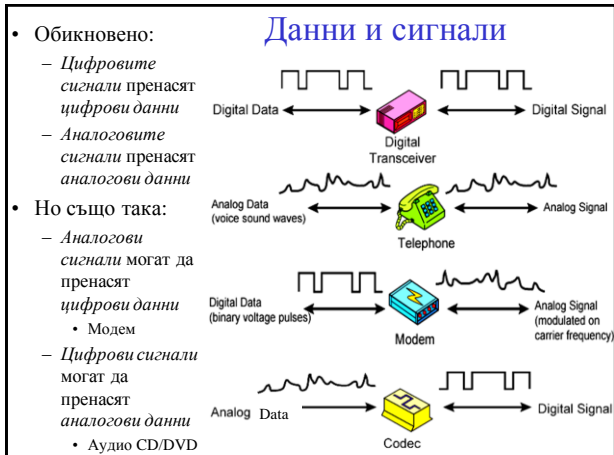 Данни и сигнали
• Обикновено:
– Цифровите
сигнали пренасят
цифрови данни
– Аналоговите
сигнали пренасят
аналогови данни
• Но също така:
– Аналогови
сигнали могат да
пренасят
цифрови данни
• Модем
– Цифрови сигнали
могат да
пренасят
аналогови данни
• Аудио CD/DVD
Digital Data
Digital Signal
Digital
Transceiver
Analog Data
(voice sound waves)
Analog Signal
Telephone
Digital Data
(binary voltage pulses)
Analog Signal
(modulated on
carrier frequency)
Modem
Analog Data
Digital Signal
Codec